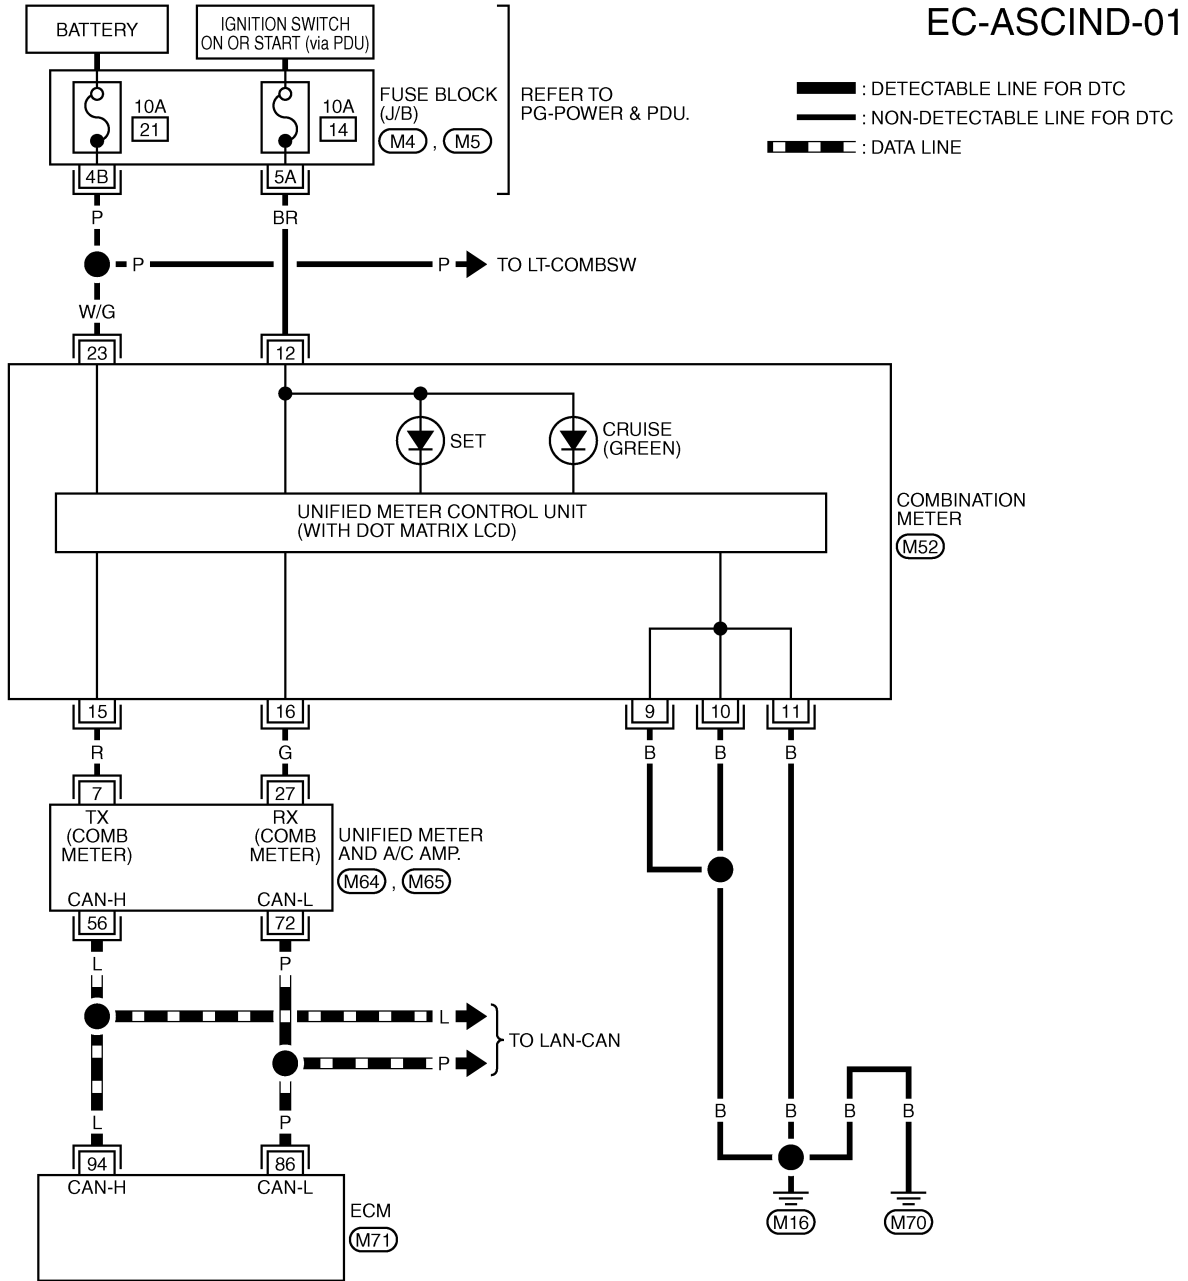 EC-ASCIND-01
BATTERY
IGNITION SWITCH
ON OR START (via PDU)
: DETECTABLE LINE FOR DTC
: NON-DETECTABLE LINE FOR DTC
: DATA LINE
10A
21
10A
14
FUSE BLOCK
(J/B)
M4 , M5
REFER TO
PG-POWER & PDU.
4B
5A
P
BR
P
P
TO LT-COMBSW
W/G
23
12
SET
CRUISE
(GREEN)
UNIFIED METER CONTROL UNIT
(WITH DOT MATRIX LCD)
COMBINATION
METER
M52
15
16
9
10
11
R
G
B
B
B
7
27
TX
(COMB
METER)
RX
(COMB
METER)
UNIFIED METER
AND A/C AMP.
M64 , M65
CAN-H
CAN-L
56
72
L
P
L
P
TO LAN-CAN
L
P
B
B
B
B
94
86
CAN-H
CAN-L
ECM
M71
M16
M70